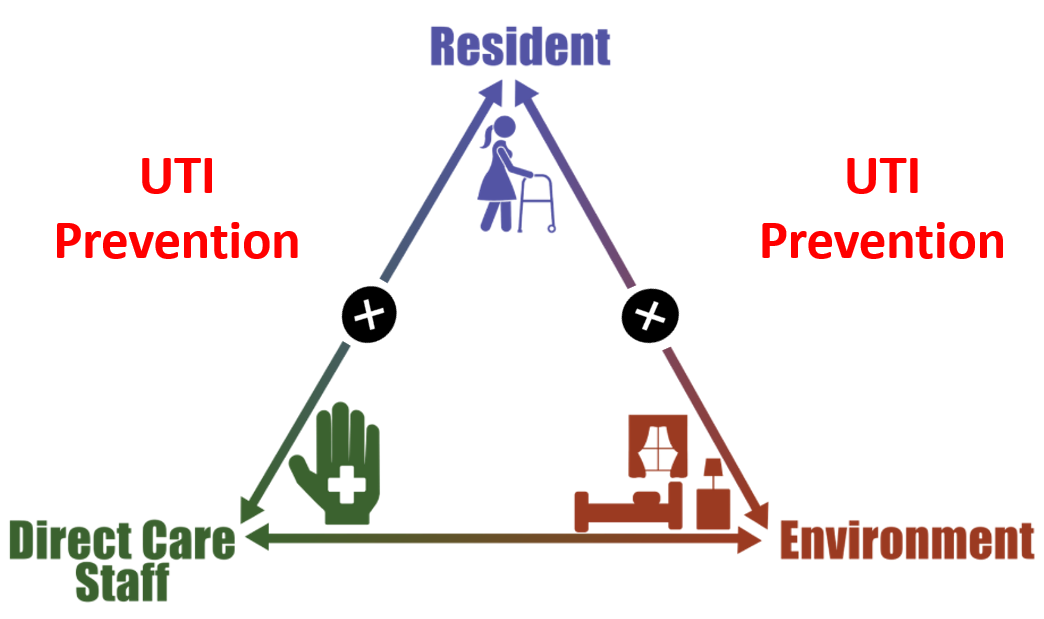 Resident
UTI
Prevention
UTI
Prevention
Direct Care
Staff
Environment